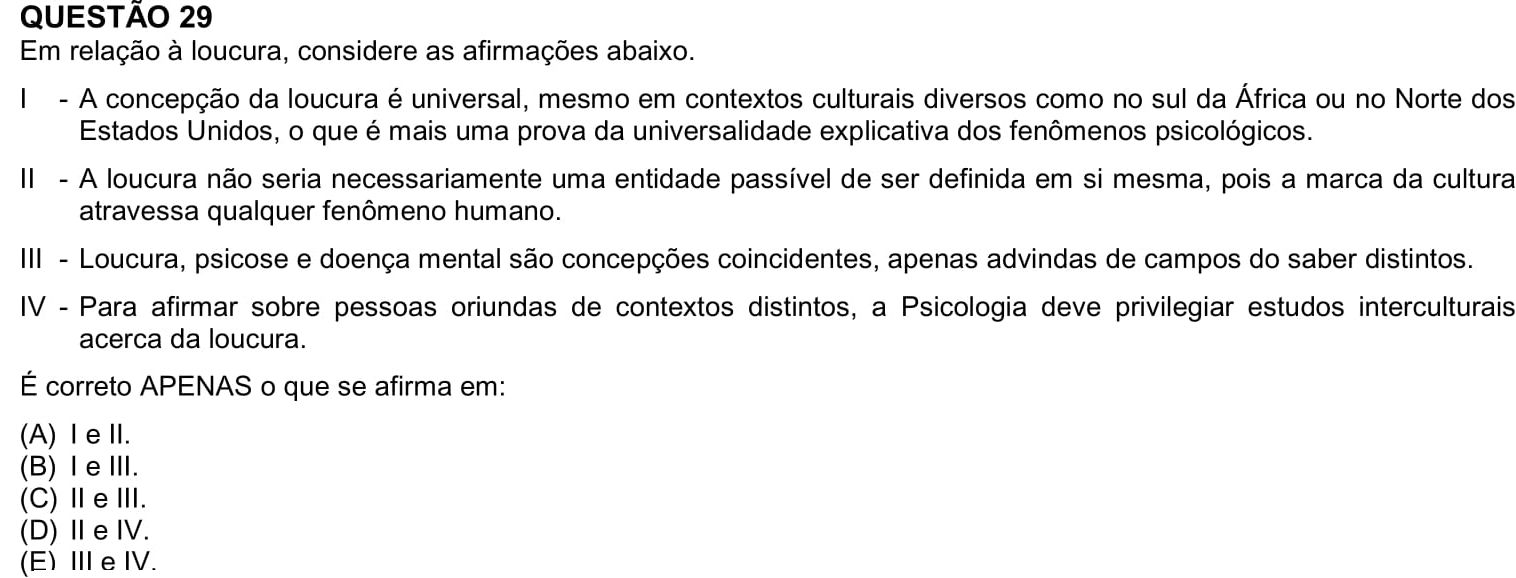 QUESTÃO 29
Em relação à loucura, considere as afirmações abaixo.
I - A concepção da loucura é universal, mesmo em contextos culturais diversos como no sul da África ou no Norte dos
Estados Unidos, o que é mais uma prova da universalidade explicativa dos fenômenos psicológicos.
II - A loucura não seria necessariamente uma entidade passível de ser definida em si mesma, pois a marca da cultura
atravessa qualquer fenômeno humano.
III - Loucura, psicose e doença mental são concepções coincidentes, apenas advindas de campos do saber distintos.
IV - Para afirmar sobre pessoas oriundas de contextos distintos, a Psicologia deve privilegiar estudos interculturais
acerca da loucura.
É correto APENAS o que se afirma em:
(A) I e II.
(B) I e III.
(C) II e III.
(D) II e IV.
(E) III e IV.